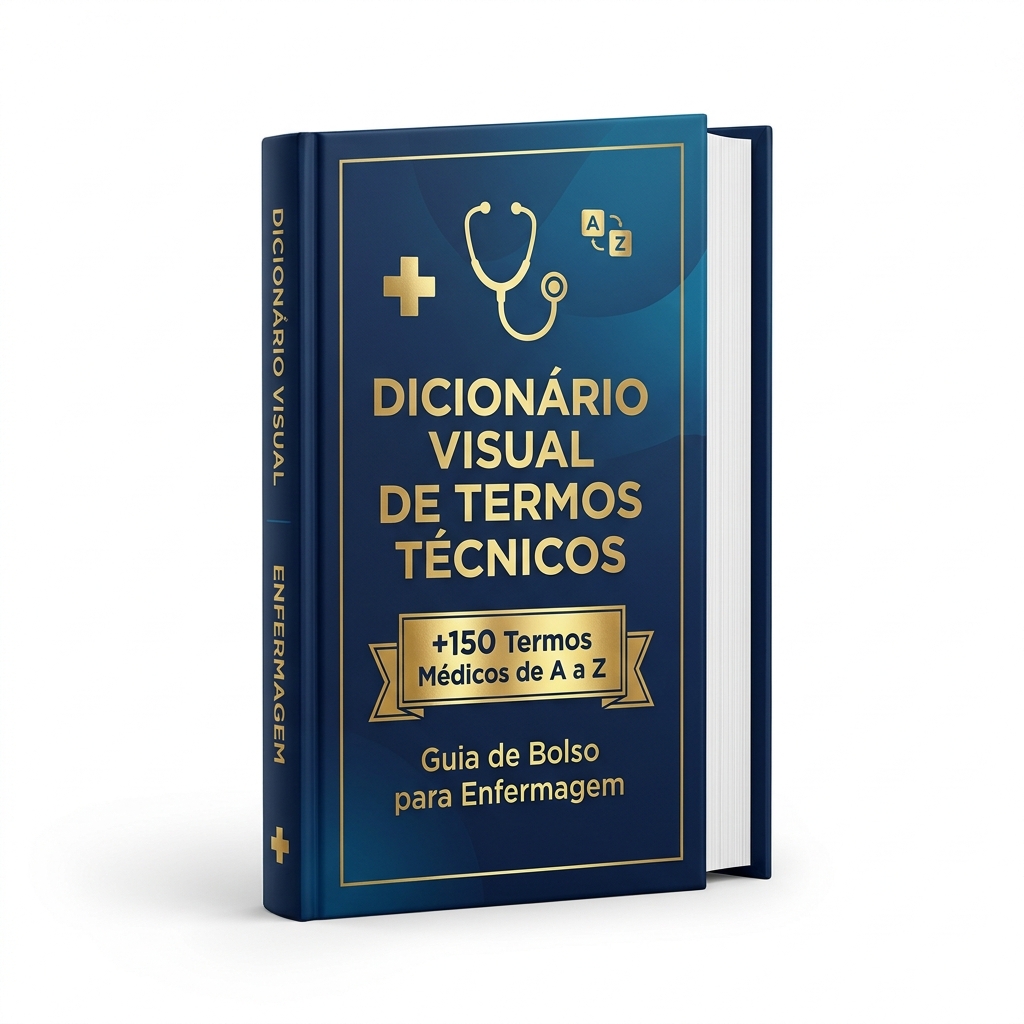 DICIONÁRIO VISUAL
ENFERMAGEM
A
Z
DICIONÁRIO
VISUAL
DE TERMOS
TÉCNICOS
+150 Termos
Médicos de A a Z
Guia de Bolso
para Enfermagem